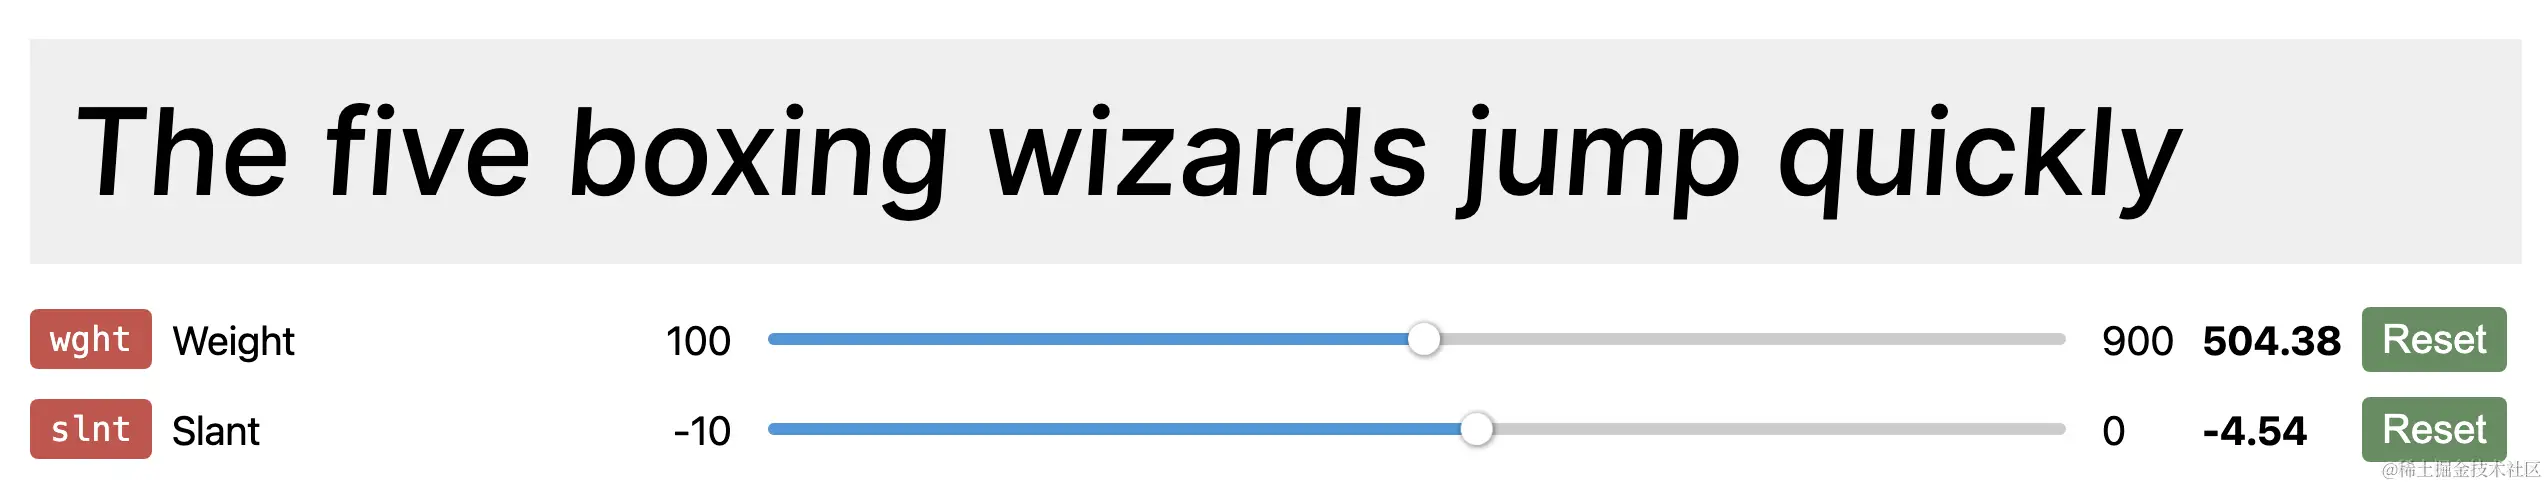 The five boxing wizards jump quickly
wght Weight 100 900 504.38 Reset
slnt Slant -10 0 -4.54 Reset
@稀土掘金技术社区